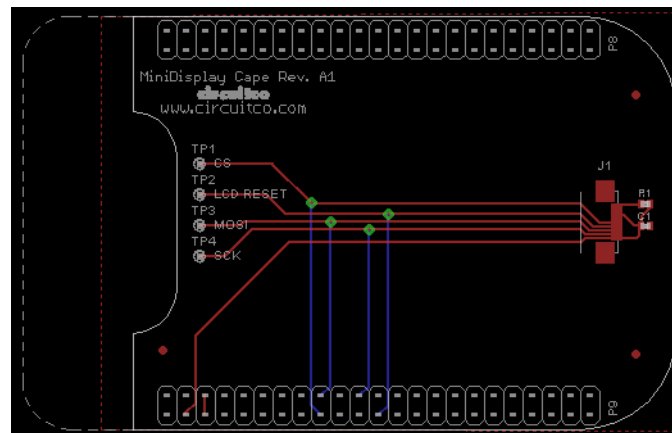 P8
MiniDisplay Cape Rev. A1
circuitco
www.circuitco.com
TP1
CS
TP2
LCD RESET
TP3
MOSI
TP4
SCK
J1
R1
C1
P9